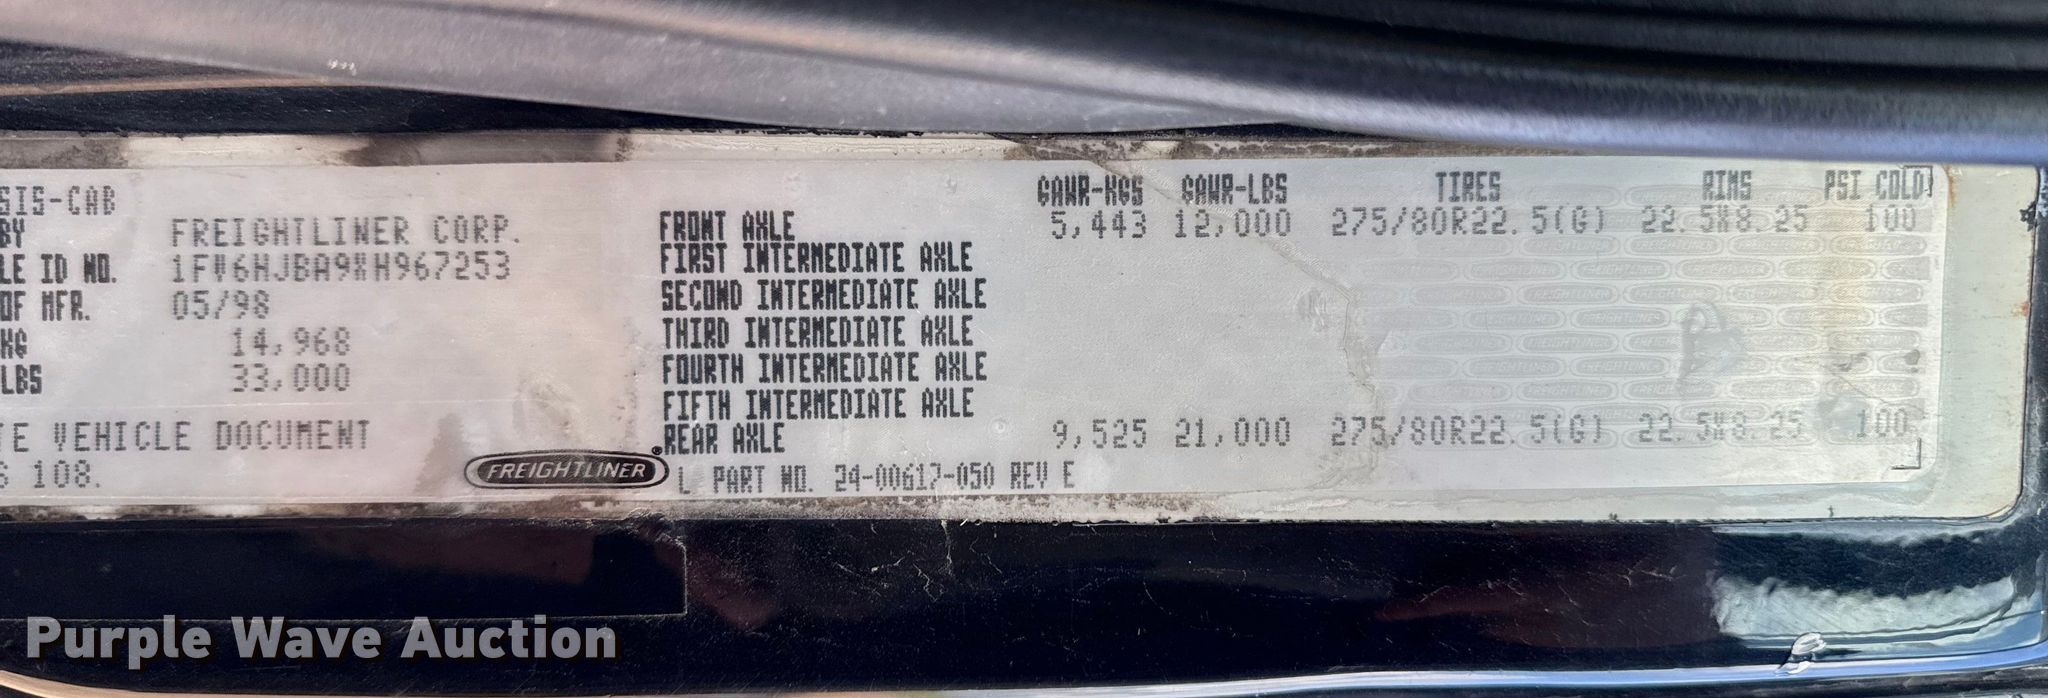 SIS-CAB
BY FREIGHTLINER CORP.
LE ID NO. 1FV6HJBA9XH967253
OF MFR. 05/98
KG 14,968
LBS 33,000
TE VEHICLE DOCUMENT
S 108.
FREIGHTLINER
GAWR-KGS GAWR-LBS TIRES RIMS PSI COLD
FRONT AXLE 5,443 12,000 275/80R22.5(G) 22.5X8.25 100
FIRST INTERMEDIATE AXLE
SECOND INTERMEDIATE AXLE
THIRD INTERMEDIATE AXLE
FOURTH INTERMEDIATE AXLE
FIFTH INTERMEDIATE AXLE
REAR AXLE 9,525 21,000 275/80R22.5(G) 22.5X8.25 100
L PART NO. 24-00617-050 REV E
Purple Wave Auction